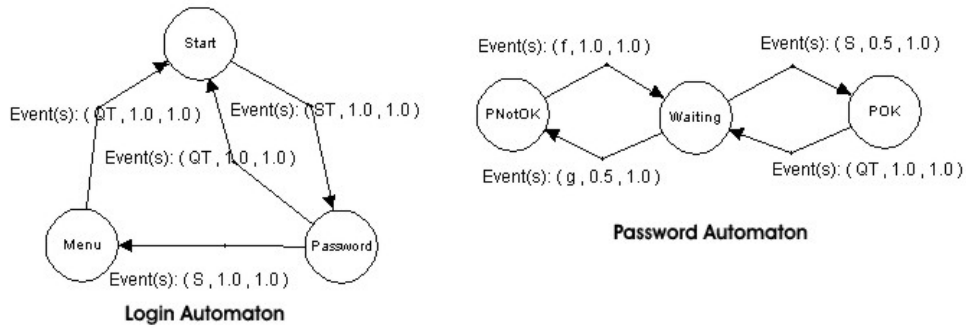 Start
Event(s): (QT, 1.0, 1.0)
Event(s): (ST, 1.0, 1.0)
Event(s): (QT, 1.0, 1.0)
Menu
Password
Event(s): (S, 1.0, 1.0)
Login Automaton
Event(s): (f, 1.0, 1.0)
Event(s): (S, 0.5, 1.0)
PNotOK
Waiting
POK
Event(s): (g, 0.5, 1.0)
Event(s): (QT, 1.0, 1.0)
Password Automaton